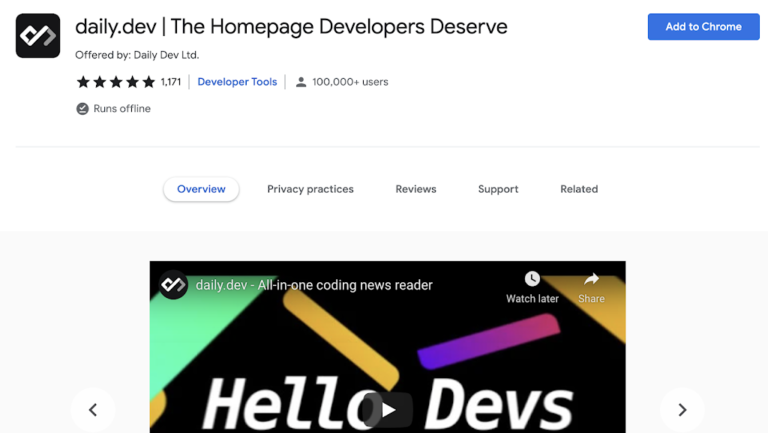 daily.dev | The Homepage Developers Deserve
Add to Chrome
Offered by: Daily Dev Ltd.
1,171 | Developer Tools | 100,000+ users
Runs offline
Overview Privacy practices Reviews Support Related
daily.dev - All-in-one coding news reader
Watch later Share
Hello Devs